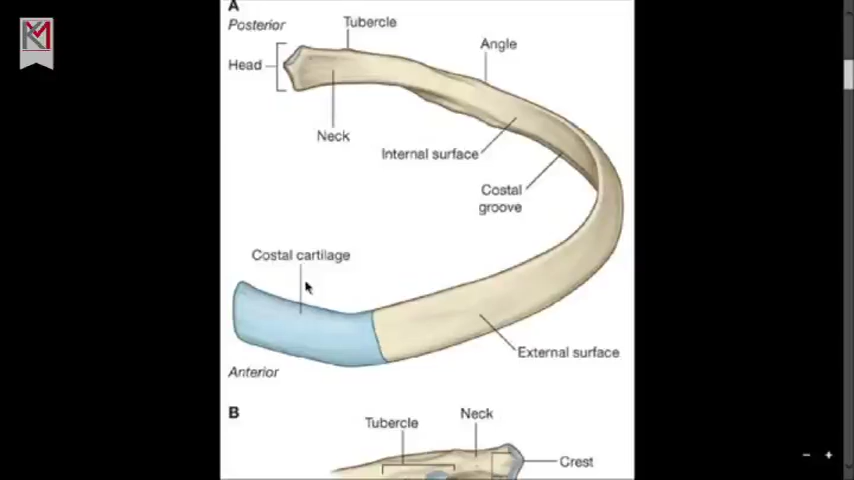 A
Posterior
Tubercle
Angle
Head
Neck
Internal surface
Costal
groove
Costal cartilage
External surface
Anterior
B
Tubercle
Neck
Crest